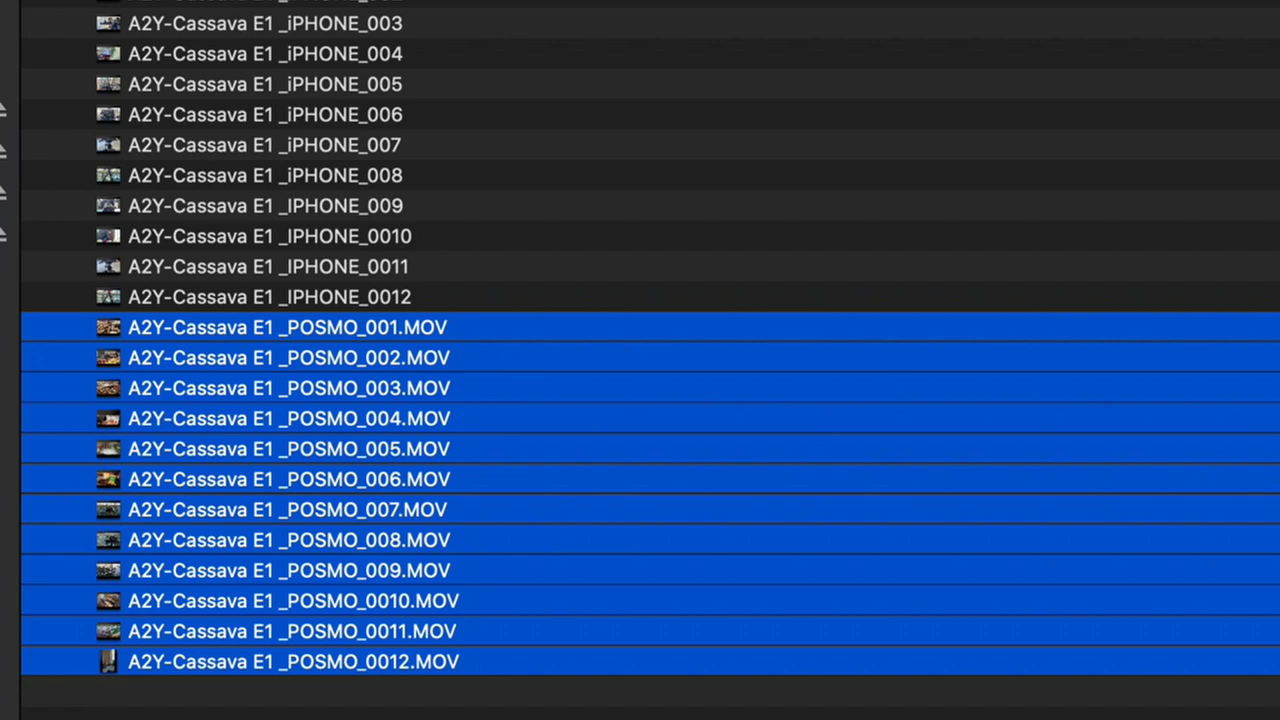 A2Y-Cassava E1 _iPHONE_003
A2Y-Cassava E1 _iPHONE_004
A2Y-Cassava E1 _iPHONE_005
A2Y-Cassava E1 _iPHONE_006
A2Y-Cassava E1 _iPHONE_007
A2Y-Cassava E1 _iPHONE_008
A2Y-Cassava E1 _IPHONE_009
A2Y-Cassava E1 _IPHONE_0010
A2Y-Cassava E1 _IPHONE_0011
A2Y-Cassava E1 _IPHONE_0012
A2Y-Cassava E1 _POSMO_001.MOV
A2Y-Cassava E1 _POSMO_002.MOV
A2Y-Cassava E1 _POSMO_003.MOV
A2Y-Cassava E1 _POSMO_004.MOV
A2Y-Cassava E1 _POSMO_005.MOV
A2Y-Cassava E1 _POSMO_006.MOV
A2Y-Cassava E1 _POSMO_007.MOV
A2Y-Cassava E1 _POSMO_008.MOV
A2Y-Cassava E1 _POSMO_009.MOV
A2Y-Cassava E1 _POSMO_0010.MOV
A2Y-Cassava E1 _POSMO_0011.MOV
A2Y-Cassava E1 _POSMO_0012.MOV